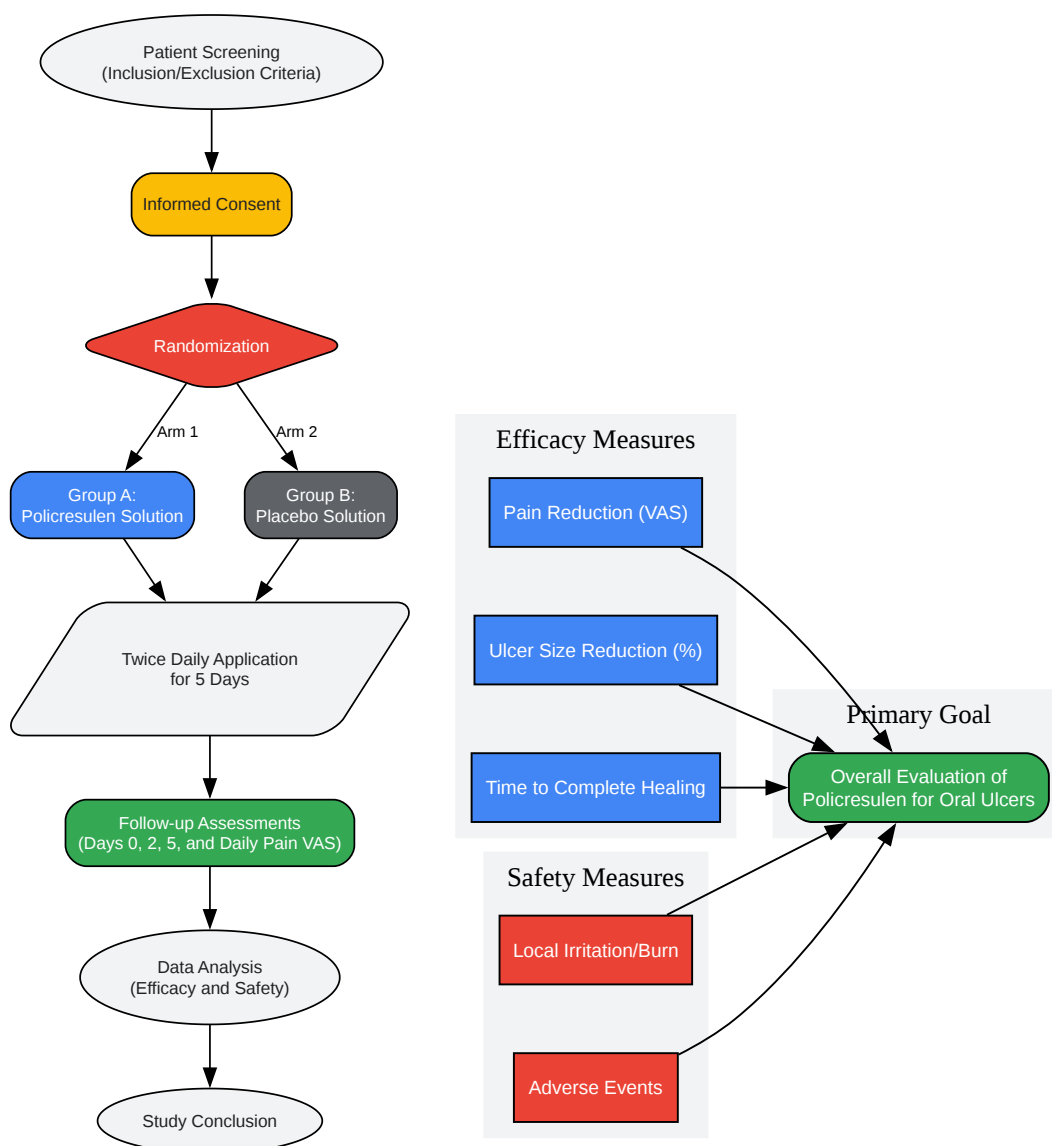 Patient Screening
(Inclusion/Exclusion Criteria)
Informed Consent
Randomization
Arm 1
Arm 2
Group A:
Policresulen Solution
Group B:
Placebo Solution
Twice Daily Application
for 5 Days
Follow-up Assessments
(Days 0, 2, 5, and Daily Pain VAS)
Data Analysis
(Efficacy and Safety)
Study Conclusion
Efficacy Measures
Pain Reduction (VAS)
Ulcer Size Reduction (%)
Time to Complete Healing
Primary Goal
Overall Evaluation of
Policresulen for Oral Ulcers
Safety Measures
Local Irritation/Burn
Adverse Events